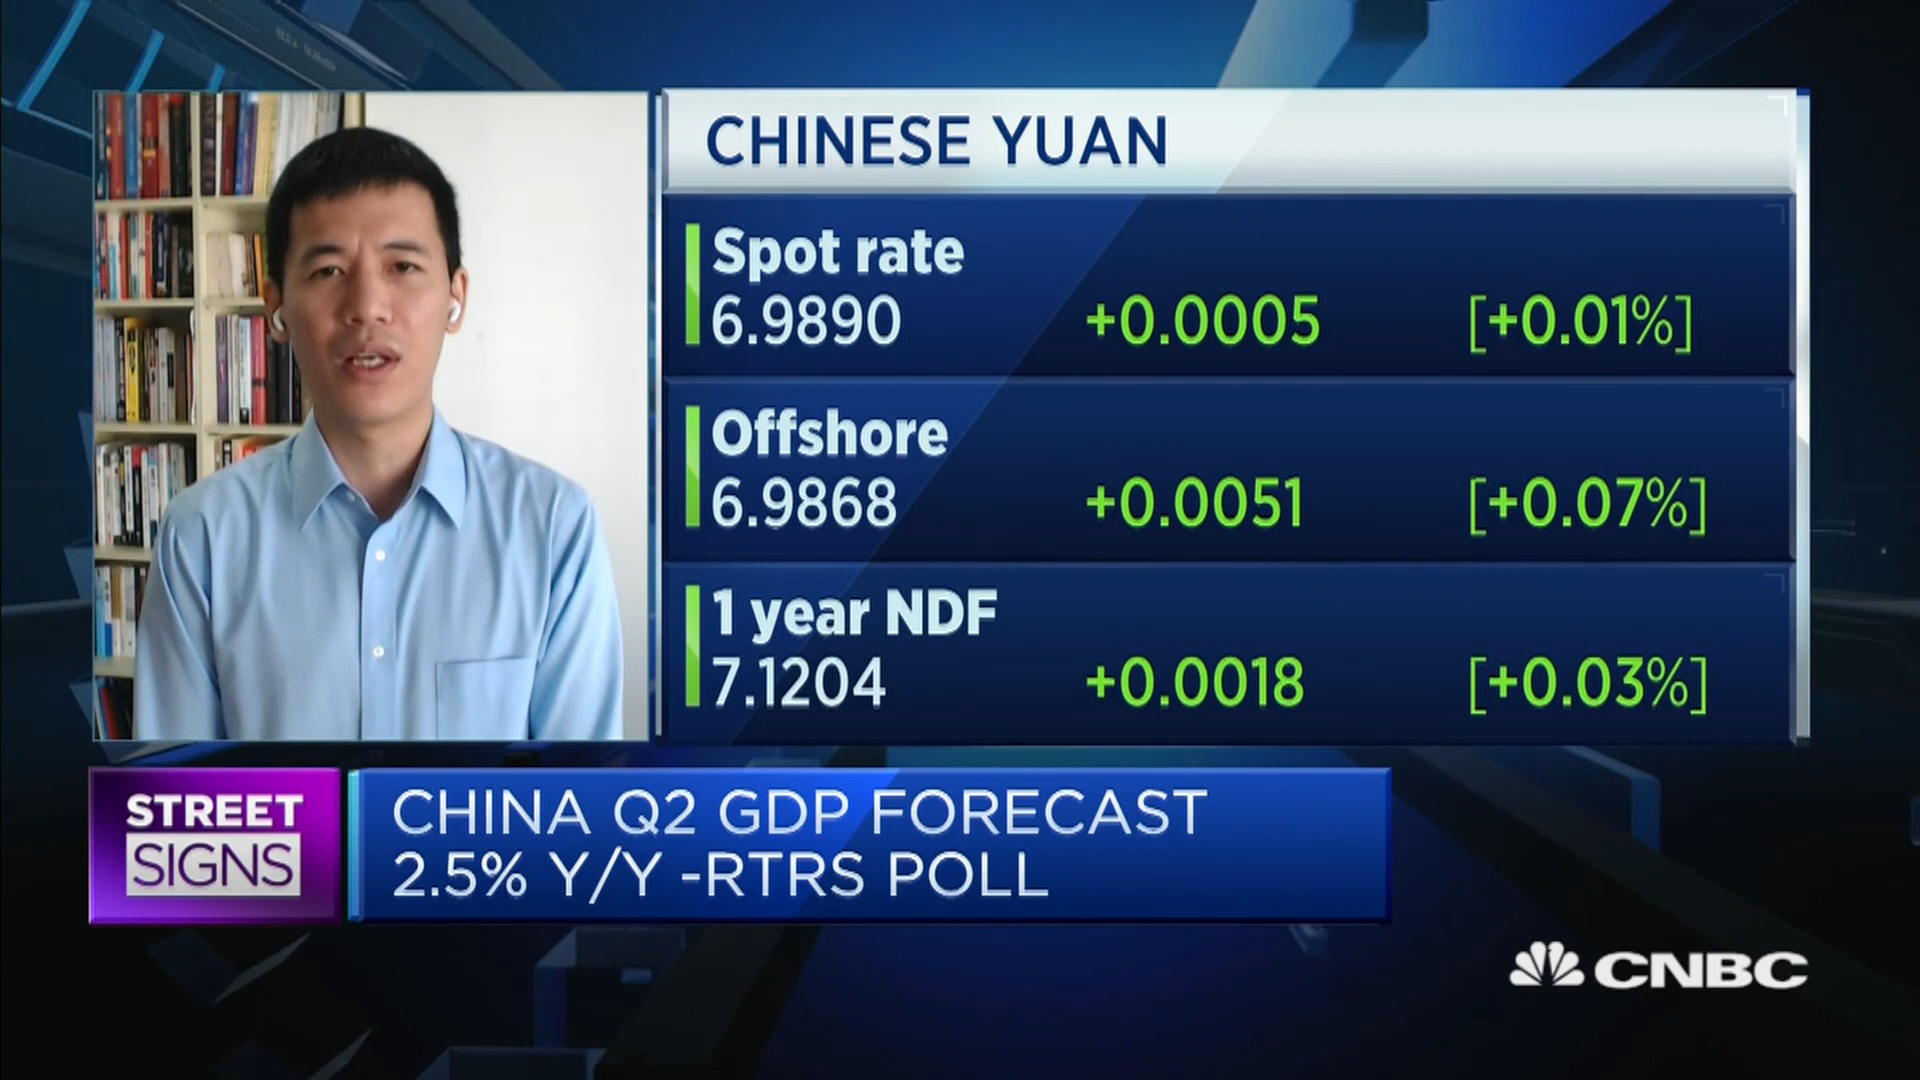 CHINESE YUAN
Spot rate
6.9890 +0.0005 [+0.01%]
Offshore
6.9868 +0.0051 [+0.07%]
1 year NDF
7.1204 +0.0018 [+0.03%]
STREET
SIGNS
CHINA Q2 GDP FORECAST
2.5% Y/Y -RTRS POLL
CNBC